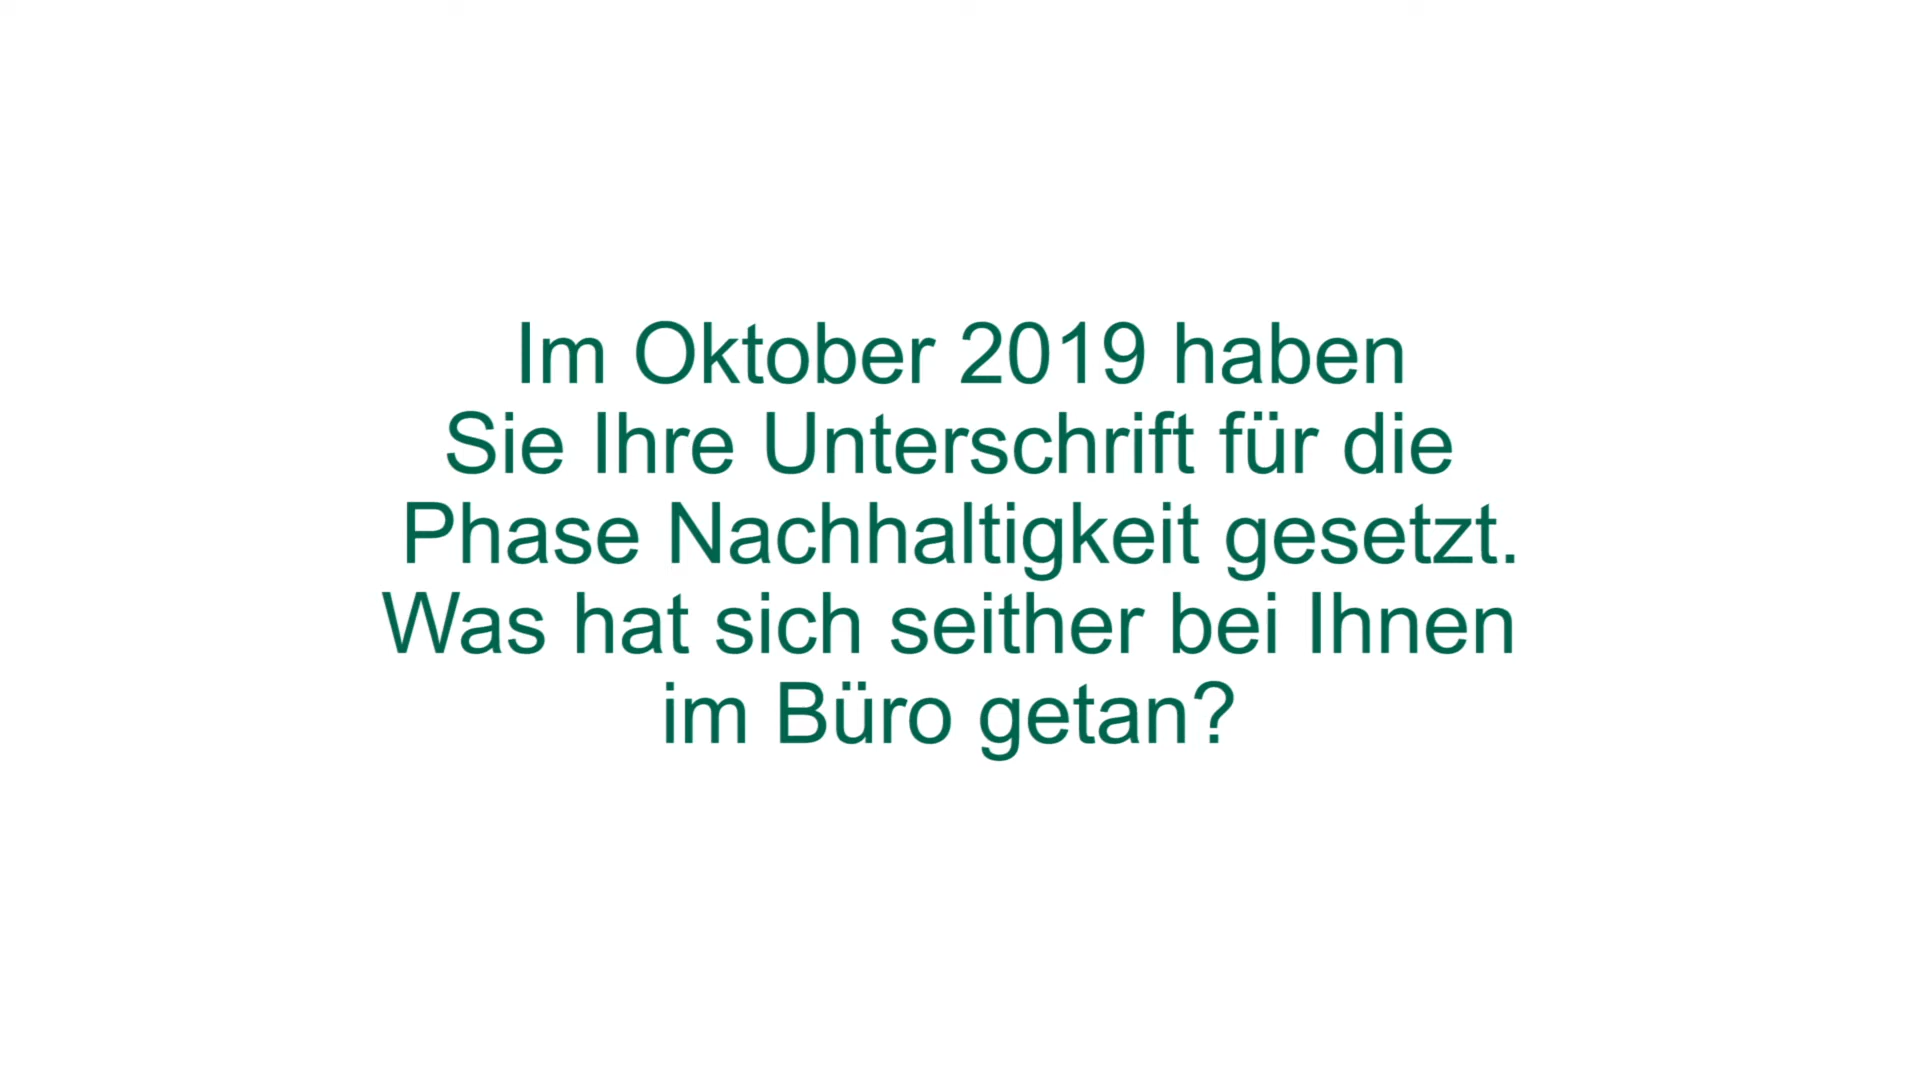 Im Oktober 2019 haben
Sie Ihre Unterschrift für die
Phase Nachhaltigkeit gesetzt.
Was hat sich seither bei Ihnen
im Büro getan?